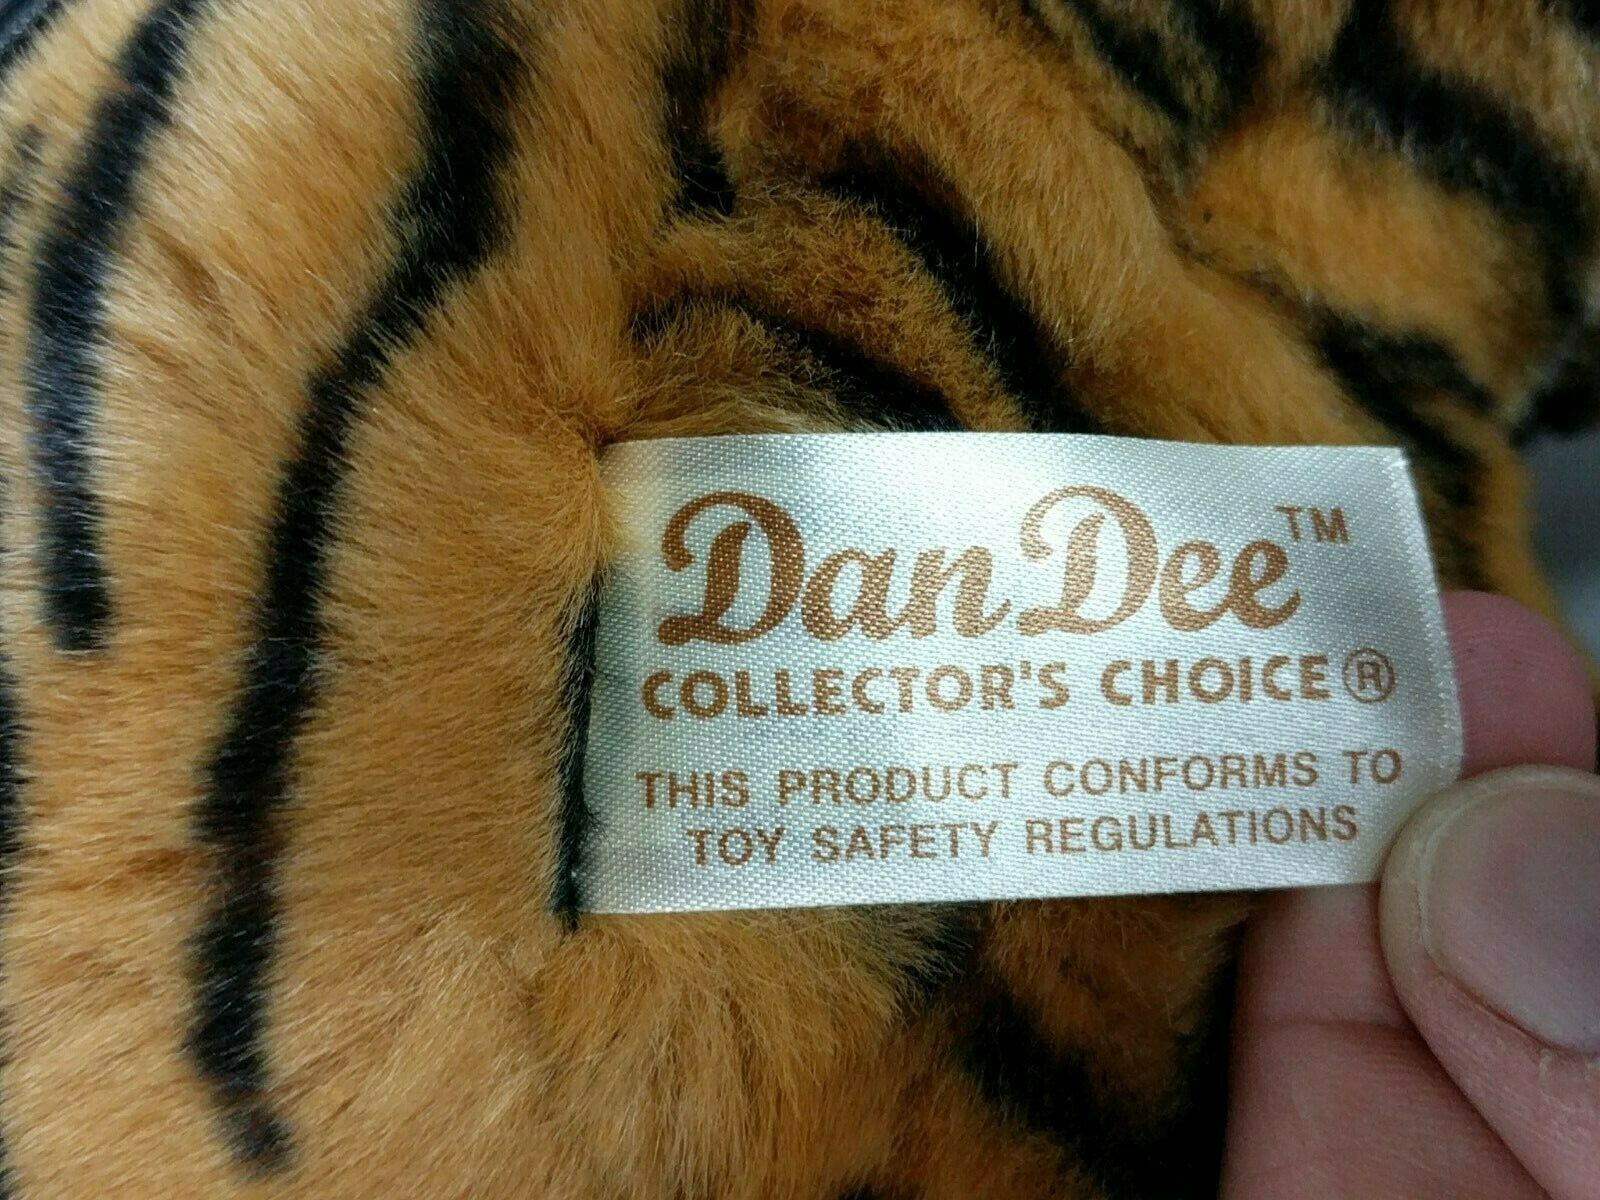 Dan Dee™
COLLECTOR'S CHOICE®
THIS PRODUCT CONFORMS TO
TOY SAFETY REGULATIONS